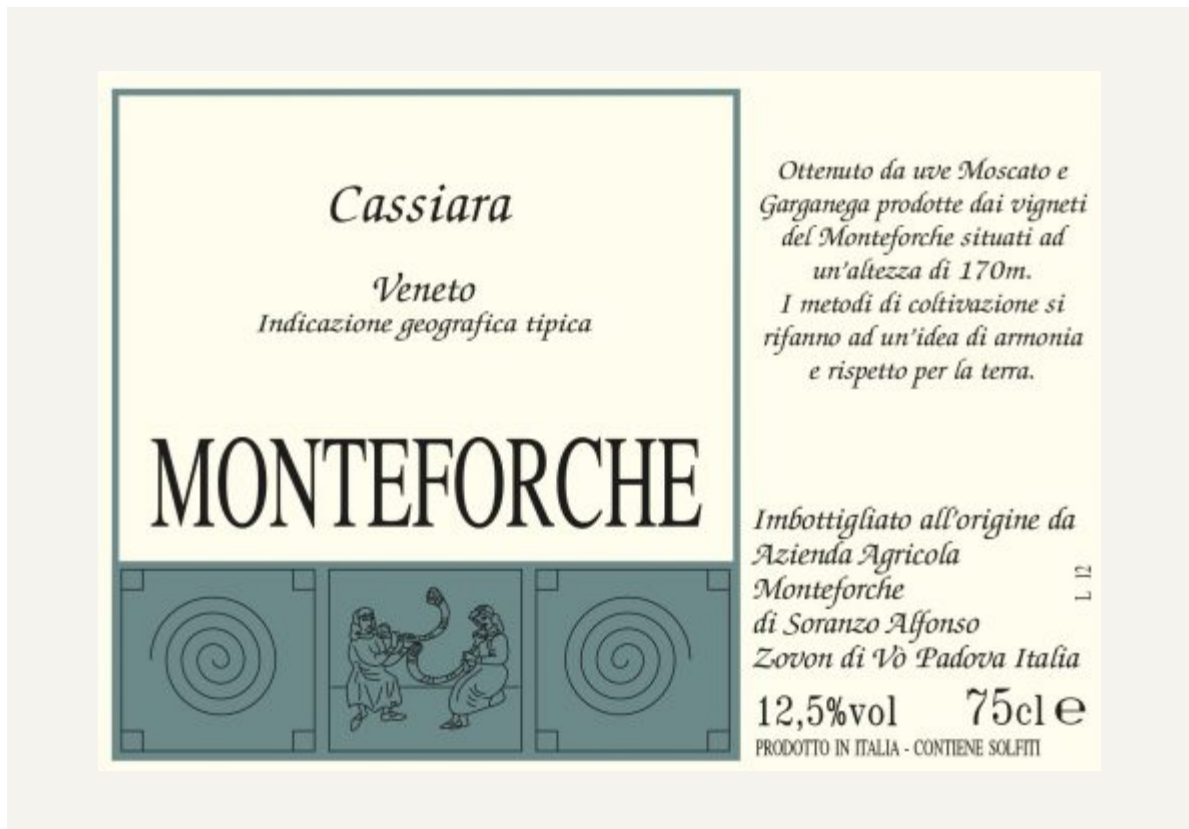 Cassiara
Veneto
Indicazione geografica tipica
MONTEFORCHE
Ottenuto da uve Moscato e
Garganega prodotte dai vigneti
del Monteforche situati ad
un'altezza di 170m.
I metodi di coltivazione si
rifanno ad un'idea di armonia
e rispetto per la terra.
Imbottigliato all'origine da
Azienda Agricola
Monteforche
di Soranzo Alfonso
Zovon di Vò Padova Italia
L 12
12,5%vol 75cl e
PRODOTTO IN ITALIA - CONTIENE SOLFITI